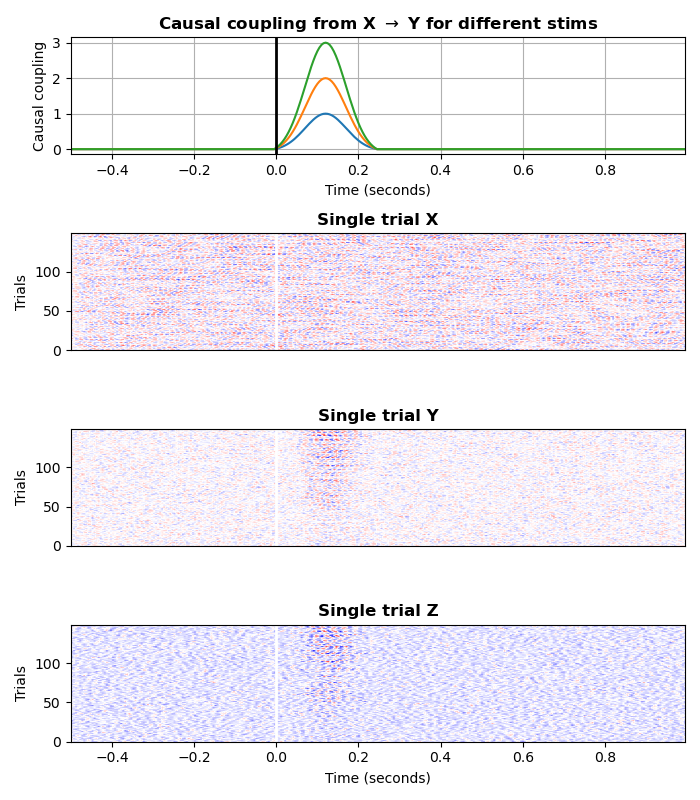 Causal coupling from X → Y for different stims
Causal coupling
3
2
1
0
−0.4 −0.2 0.0 0.2 0.4 0.6 0.8
Time (seconds)
Single trial X
Trials
100
50
0
Single trial Y
Trials
100
50
0
Single trial Z
Trials
100
50
0
−0.4 −0.2 0.0 0.2 0.4 0.6 0.8
Time (seconds)